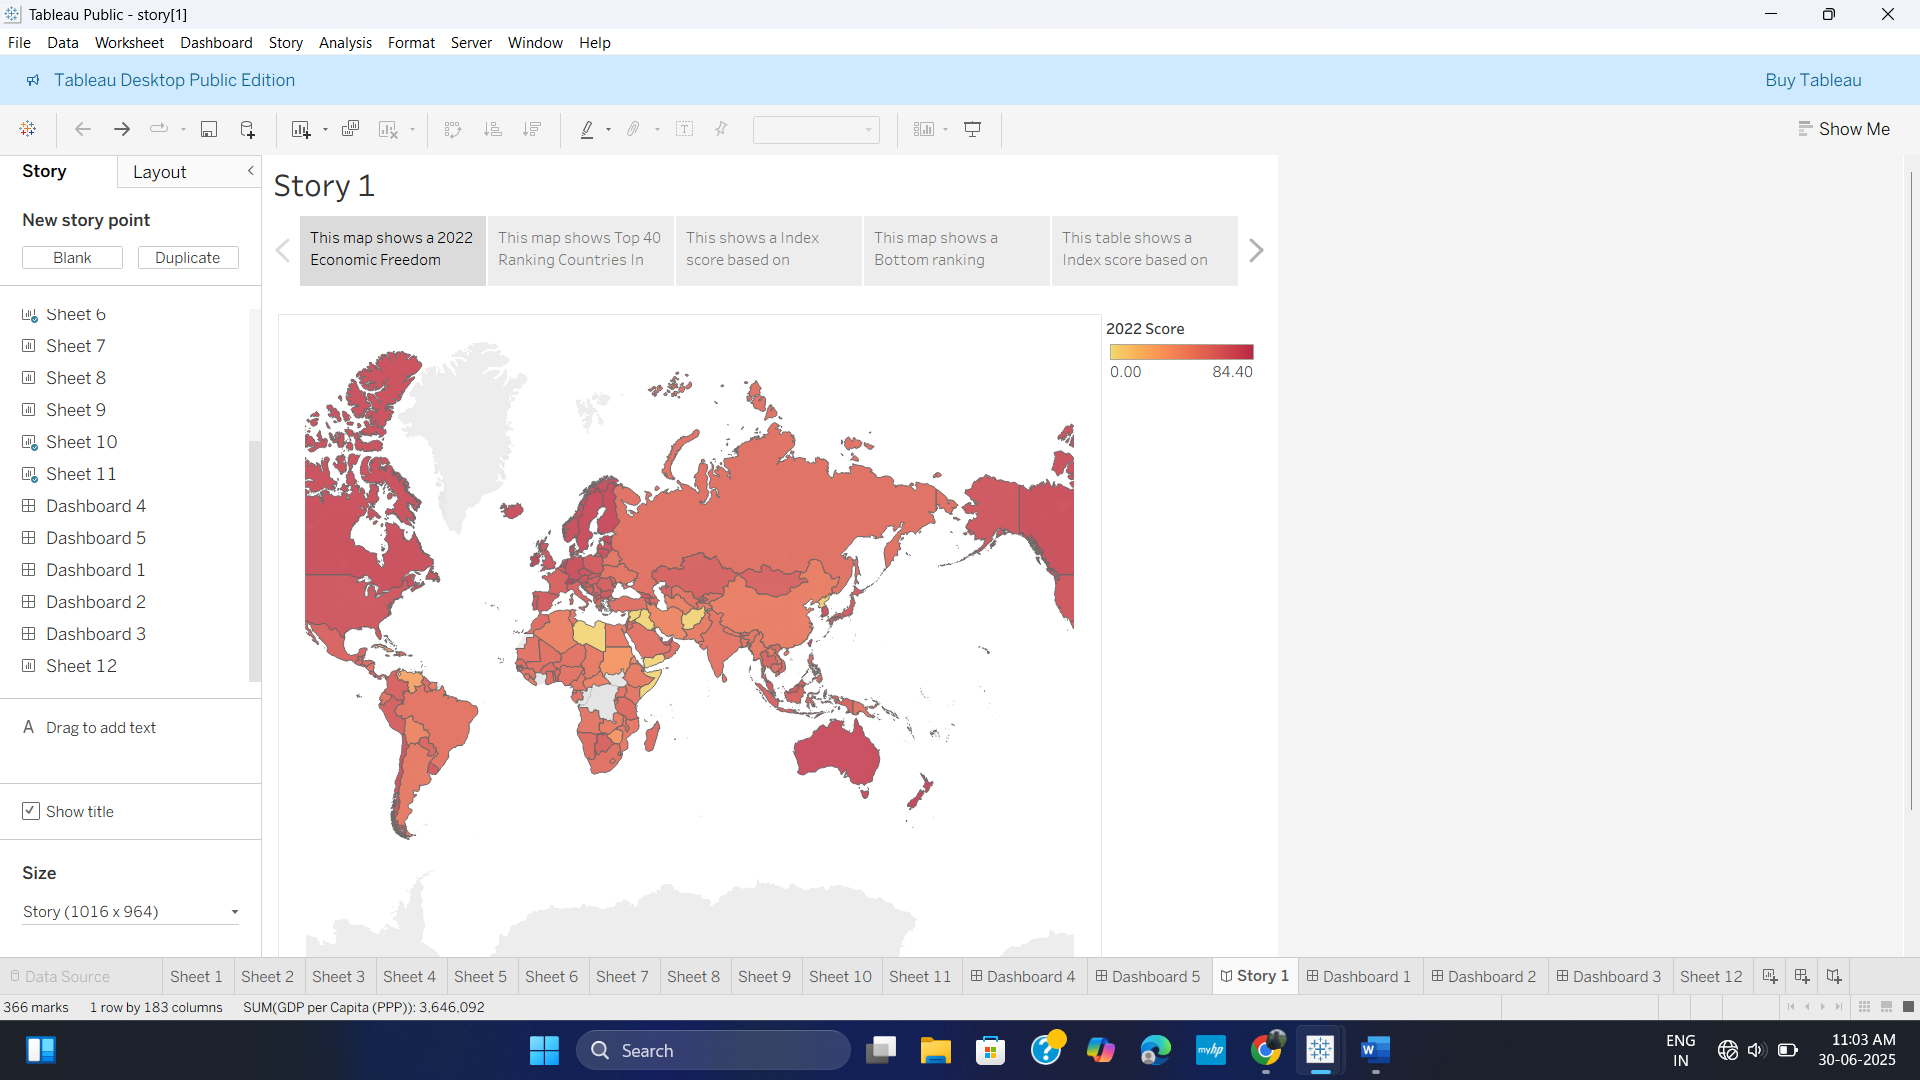 Tableau Public - story[1]
File Data Worksheet Dashboard Story Analysis Format Server Window Help
Tableau Desktop Public Edition
Buy Tableau
Show Me
Story
Layout
New story point
Blank
Duplicate
Sheet 6
Sheet 7
Sheet 8
Sheet 9
Sheet 10
Sheet 11
Dashboard 4
Dashboard 5
Dashboard 1
Dashboard 2
Dashboard 3
Sheet 12
A Drag to add text
Show title
Size
Story (1016 x 964)
Story 1
This map shows a 2022
Economic Freedom
This map shows Top 40
Ranking Countries In
This shows a Index
score based on
This map shows a
Bottom ranking
This table shows a
Index score based on
2022 Score
0.00 84.40
Data Source Sheet 1 Sheet 2 Sheet 3 Sheet 4 Sheet 5 Sheet 6 Sheet 7 Sheet 8 Sheet 9 Sheet 10 Sheet 11 Dashboard 4 Dashboard 5 Story 1 Dashboard 1 Dashboard 2 Dashboard 3 Sheet 12
366 marks 1 row by 183 columns SUM(GDP per Capita (PPP)): 3,646,092
Search
myhp
W
ENG
IN
11:03 AM
30-06-2025